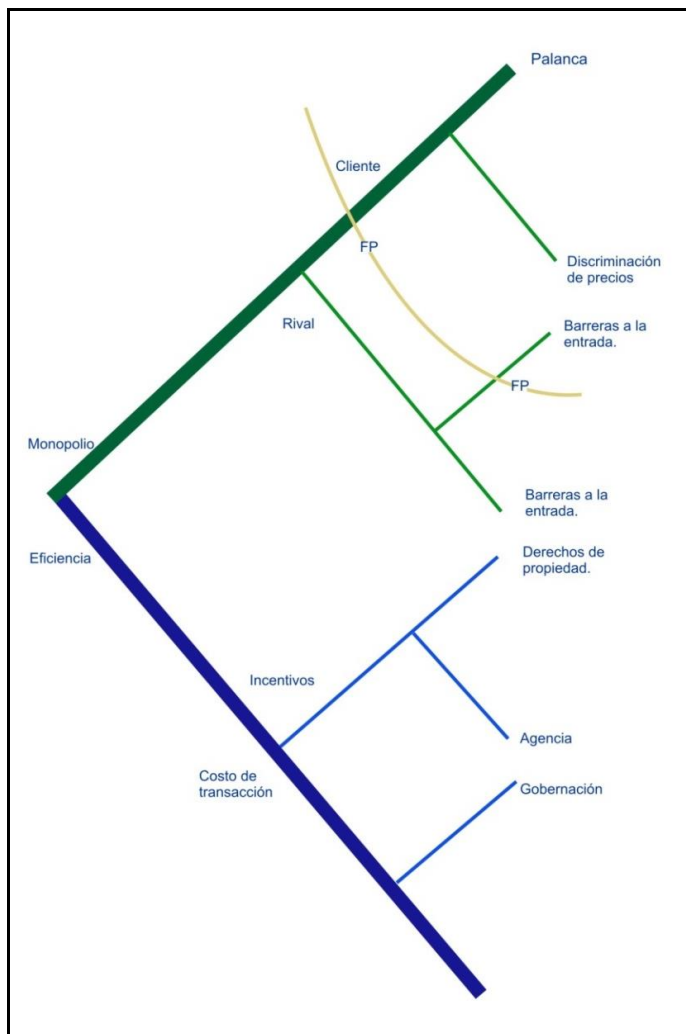 Palanca
Cliente
FP
Discriminación
de precios
Rival
Barreras a la
entrada.
FP
Monopolio
Barreras a la
entrada.
Derechos de
propiedad.
Eficiencia
Incentivos
Agencia
Costo de
transacción
Gobernación